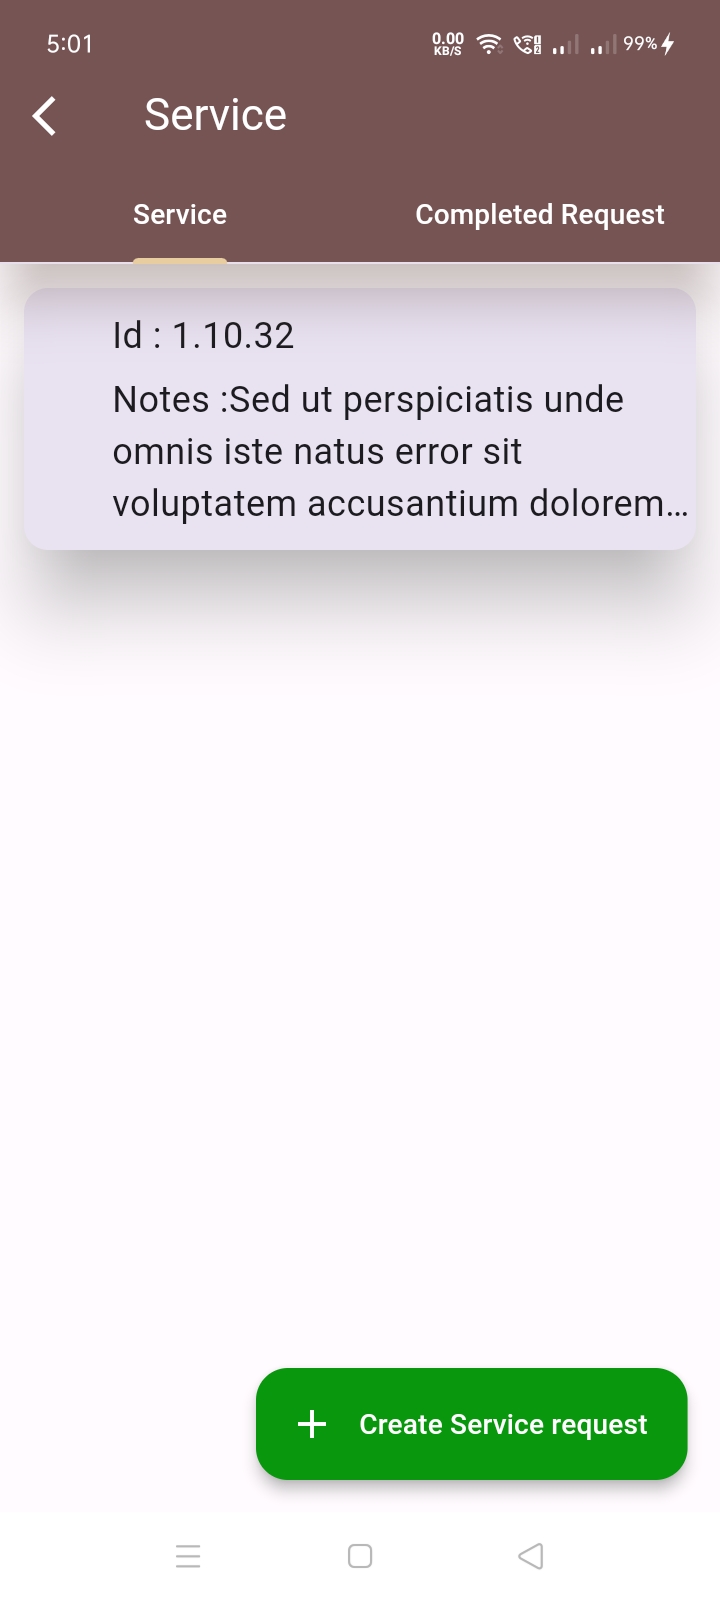 5:01 0.00 KB/S 99%
Service
Service Completed Request
Id : 1.10.32
Notes :Sed ut perspiciatis unde
omnis iste natus error sit
voluptatem accusantium dolorem...
Create Service request